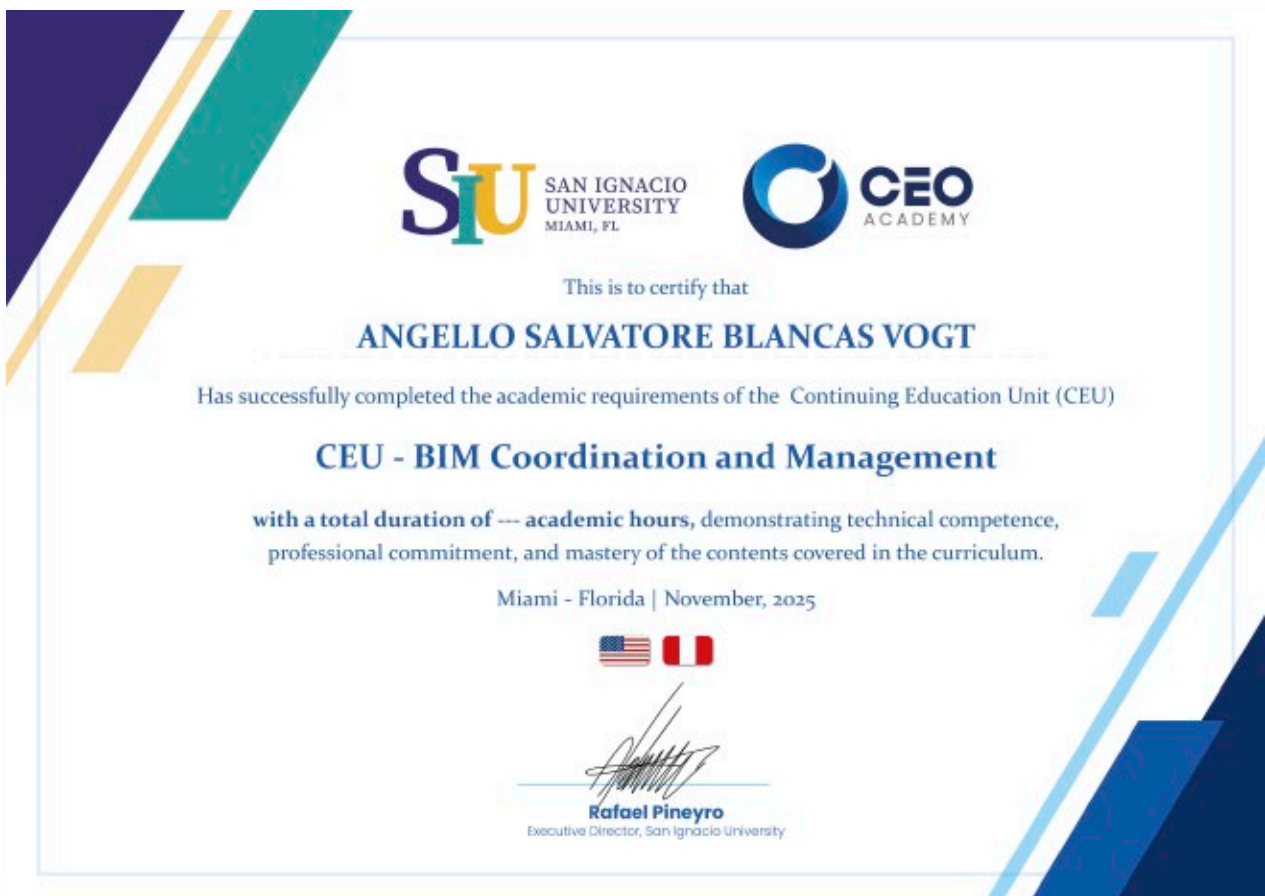 SIU
SAN IGNACIO
UNIVERSITY
MIAMI, FL
CEO
ACADEMY
This is to certify that
ANGELLO SALVATORE BLANCAS VOGT
Has successfully completed the academic requirements of the Continuing Education Unit (CEU)
CEU - BIM Coordination and Management
with a total duration of --- academic hours, demonstrating technical competence,
professional commitment, and mastery of the contents covered in the curriculum.
Miami - Florida | November, 2025
Rafael Pineyro
Executive Director, San Ignacio University